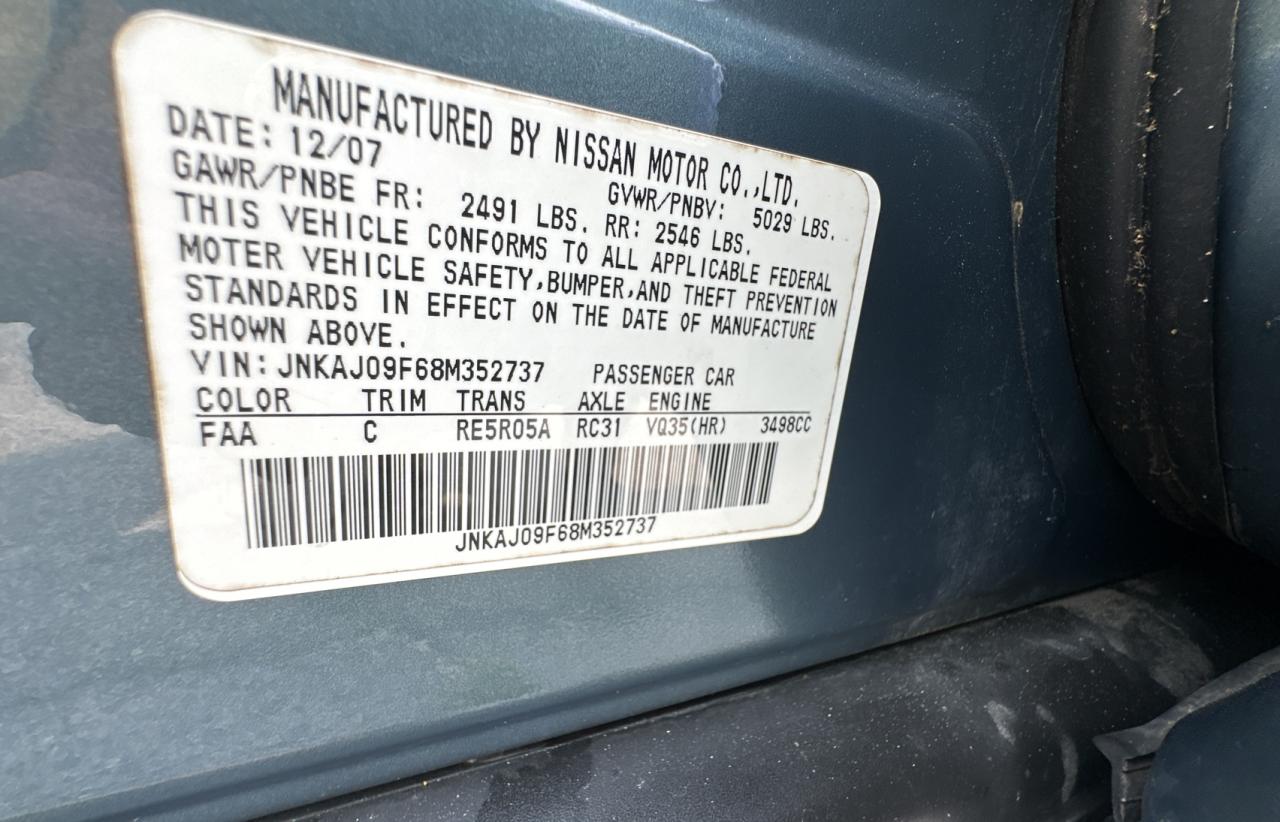 MANUFACTURED BY NISSAN MOTOR CO.,LTD.
DATE: 12/07
GVWR/PNBV: 5029 LBS.
GAWR/PNBE FR: 2491 LBS. RR: 2546 LBS.
THIS VEHICLE CONFORMS TO ALL APPLICABLE FEDERAL
MOTER VEHICLE SAFETY,BUMPER,AND THEFT PREVENTION
STANDARDS IN EFFECT ON THE DATE OF MANUFACTURE
SHOWN ABOVE.
VIN:JNKAJ09F68M352737 PASSENGER CAR
COLOR TRIM TRANS AXLE ENGINE
FAA C RE5R05A RC31 VQ35(HR) 3498CC
JNKAJ09F68M352737